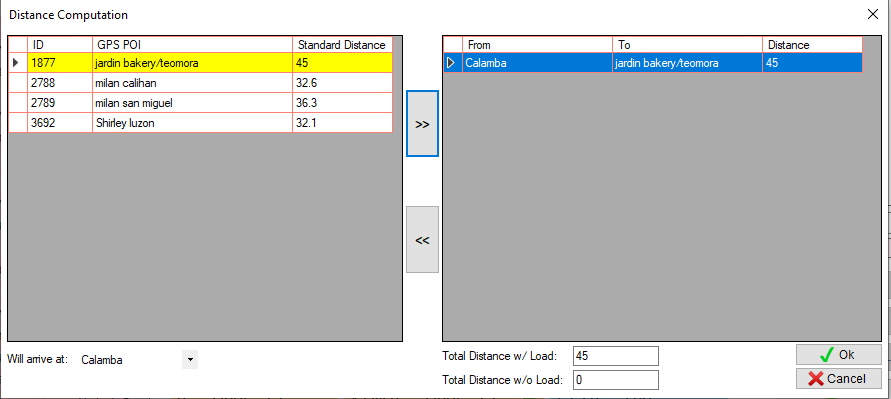 Distance Computation
ID GPS POI Standard Distance
1877 jardin bakery/teomora 45
2788 milan calihan 32.6
2789 milan san miguel 36.3
3692 Shirley luzon 32.1
>>
<<
From To Distance
Calamba jardin bakery/teomora 45
Will arrive at: Calamba
Total Distance w/ Load: 45
Total Distance w/o Load: 0
Ok
Cancel